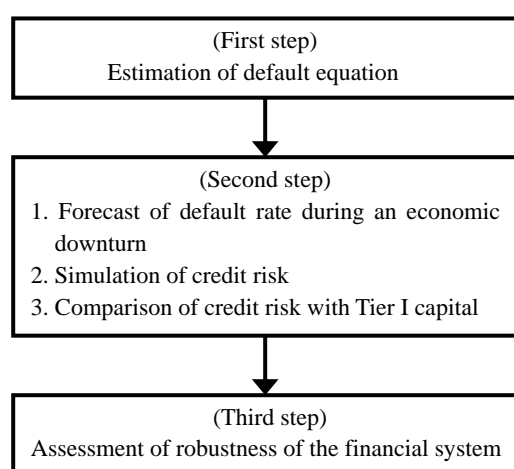 (First step)
Estimation of default equation
(Second step)
1. Forecast of default rate during an economic
downturn
2. Simulation of credit risk
3. Comparison of credit risk with Tier I capital
(Third step)
Assessment of robustness of the financial system